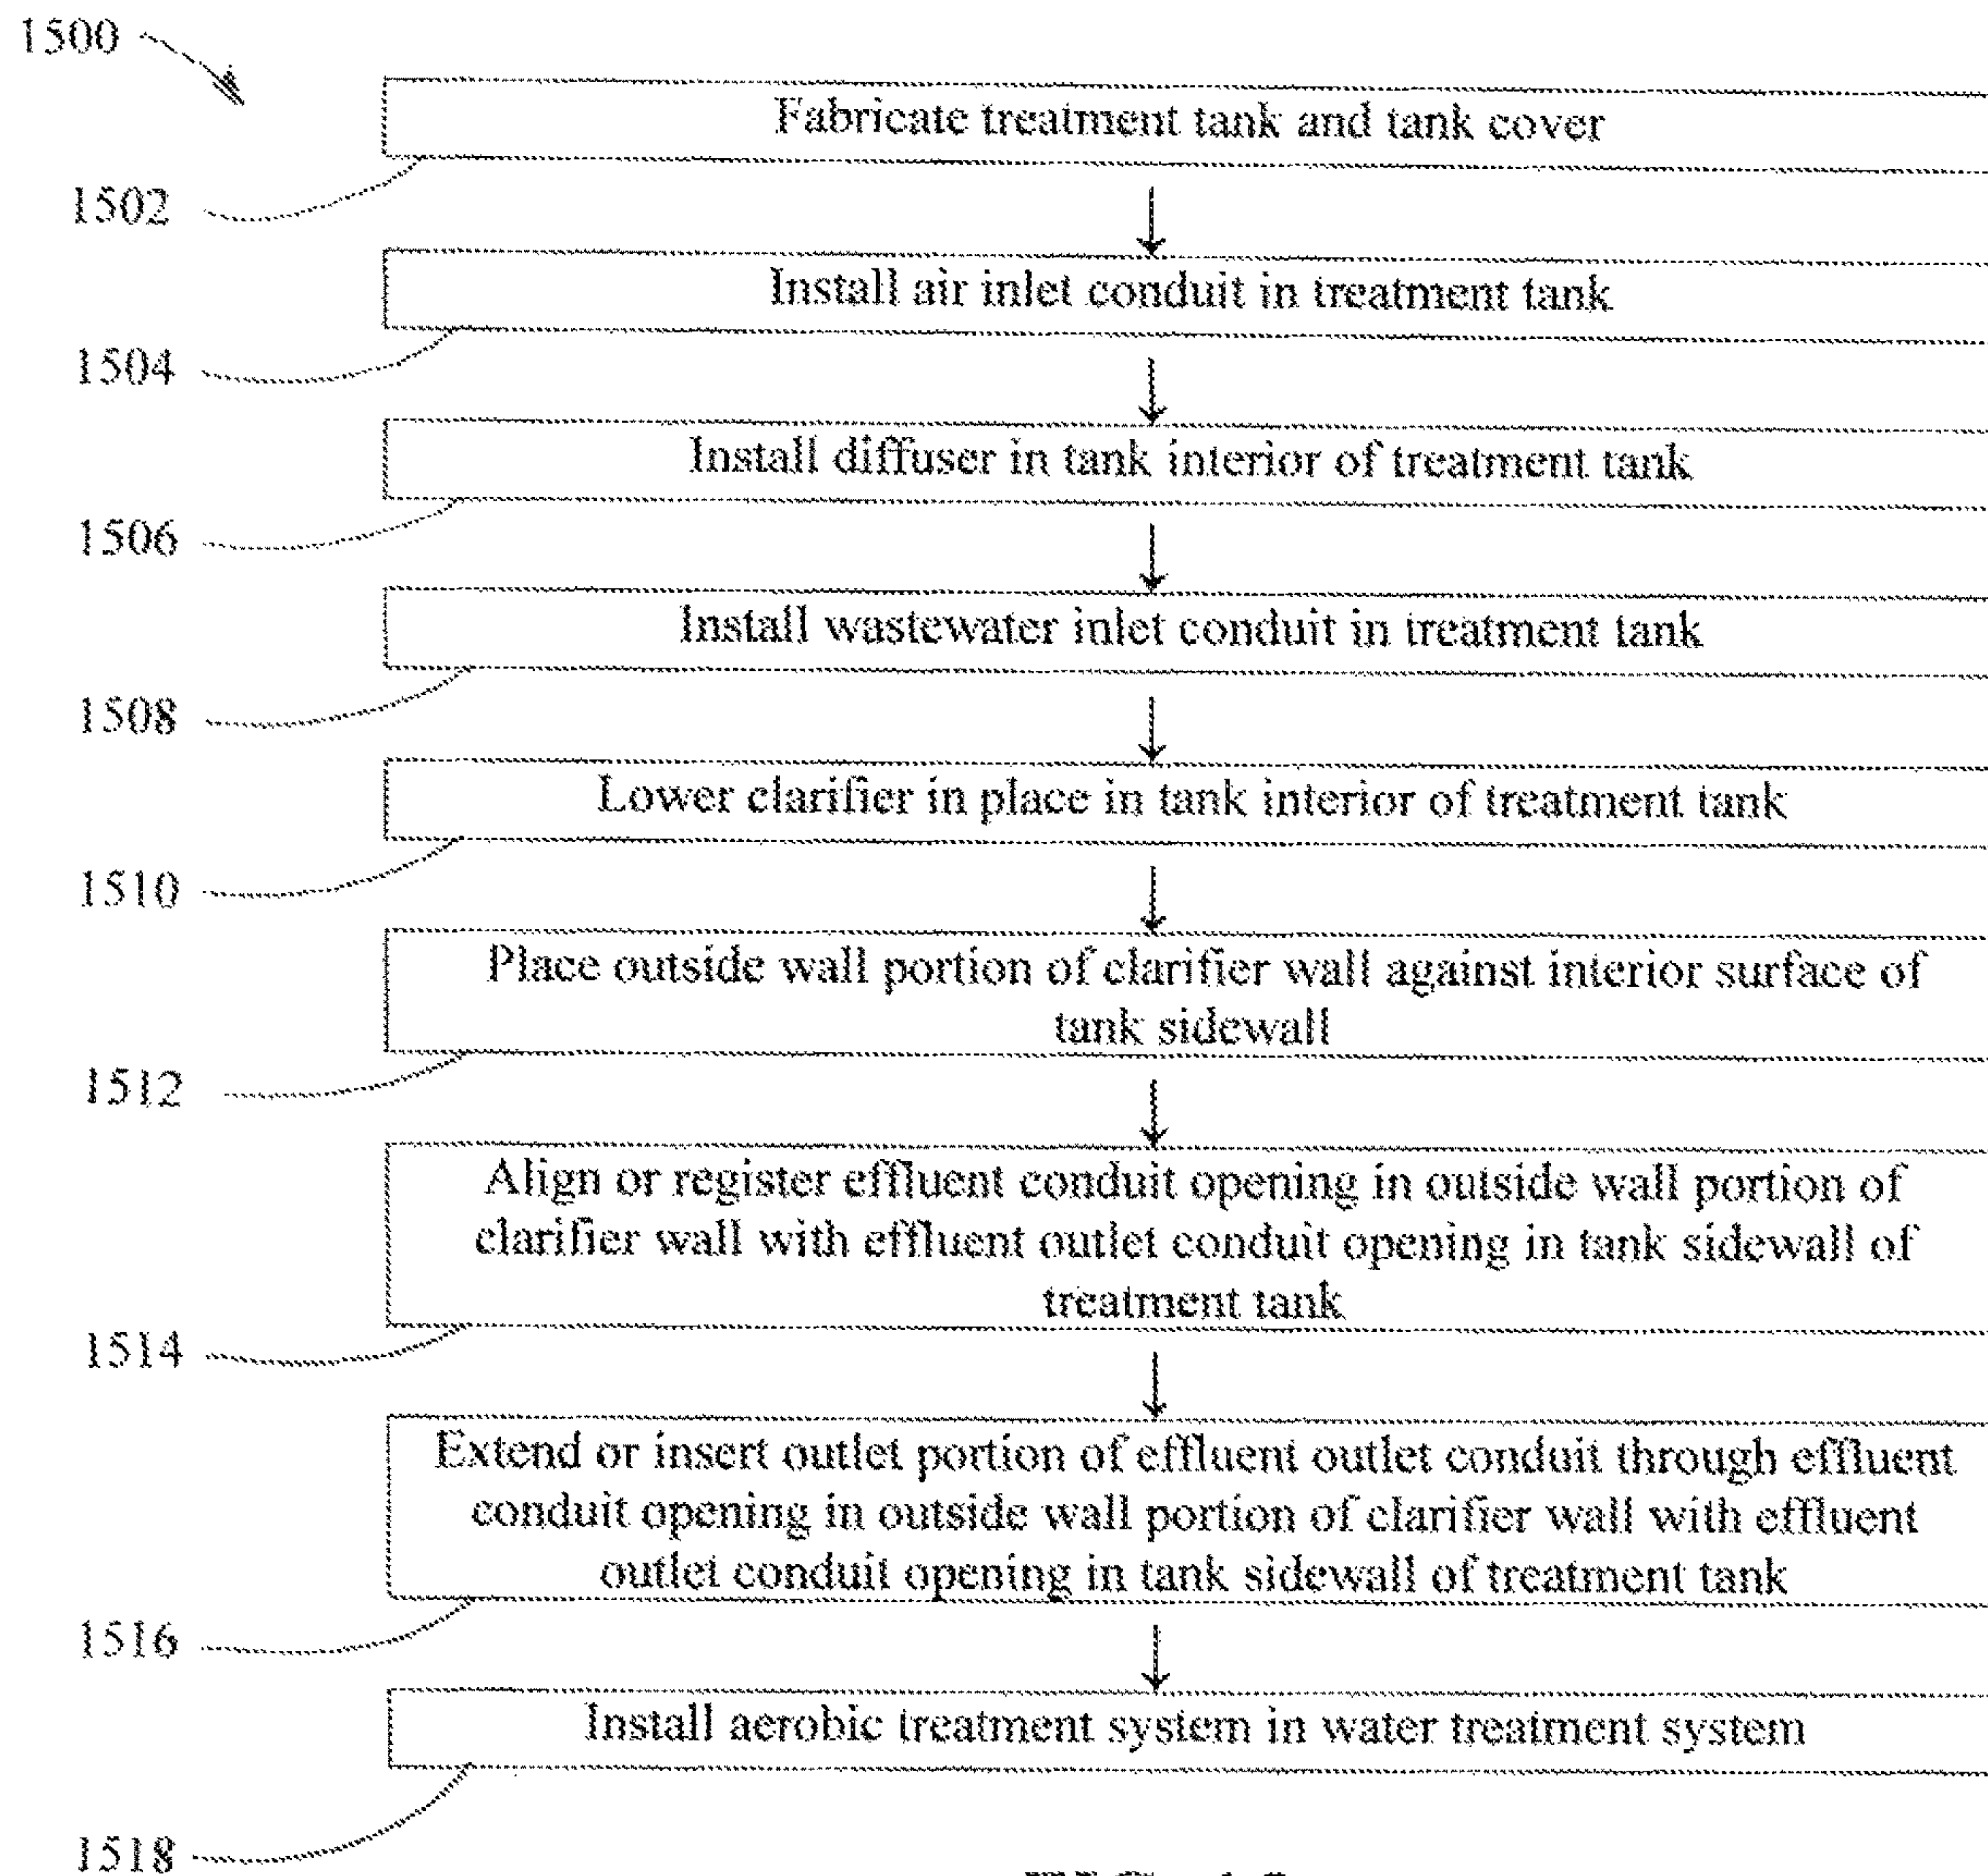 1500
Fabricate treatment tank and tank cover
1502
Install air inlet conduit in treatment tank
1504
Install diffuser in tank interior of treatment tank
1506
Install wastewater inlet conduit in treatment tank
1508
Lower clarifier in place in tank interior of treatment tank
1510
Place outside wall portion of clarifier wall against interior surface of
tank sidewall
1512
Align or register effluent conduit opening in outside wall portion of
clarifier wall with effluent outlet conduit opening in tank sidewall of
treatment tank
1514
Extend or insert outlet portion of effluent outlet conduit through effluent
conduit opening in outside wall portion of clarifier wall with effluent
outlet conduit opening in tank sidewall of treatment tank
1516
Install aerobic treatment system in water treatment system
1518